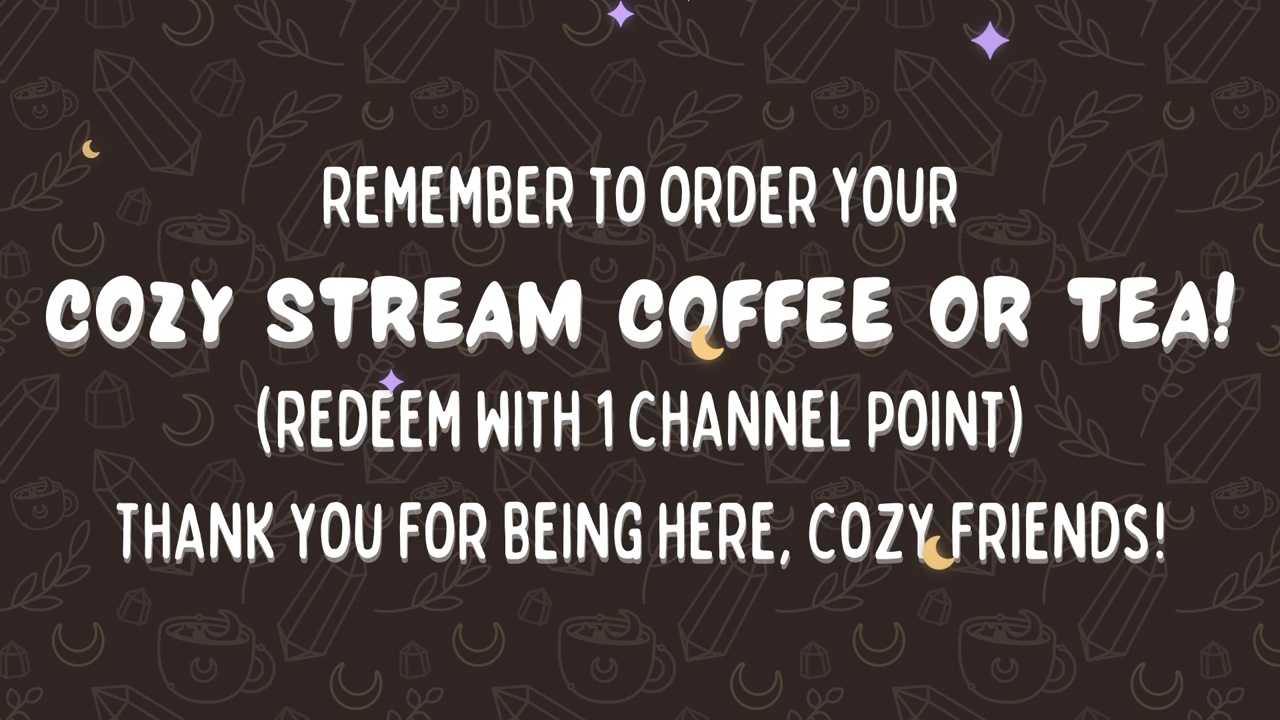 REMEMBER TO ORDER YOUR
COZY STREAM COFFEE OR TEA!
(REDEEM WITH 1 CHANNEL POINT)
THANK YOU FOR BEING HERE, COZY FRIENDS!